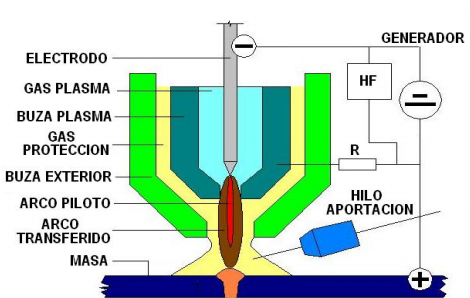 ELECTRODO
GAS PLASMA
BUZA PLASMA
GAS
PROTECCION
BUZA EXTERIOR
ARCO PILOTO
ARCO
TRANSFERIDO
MASA
GENERADOR
HF
R
HILO
APORTACION